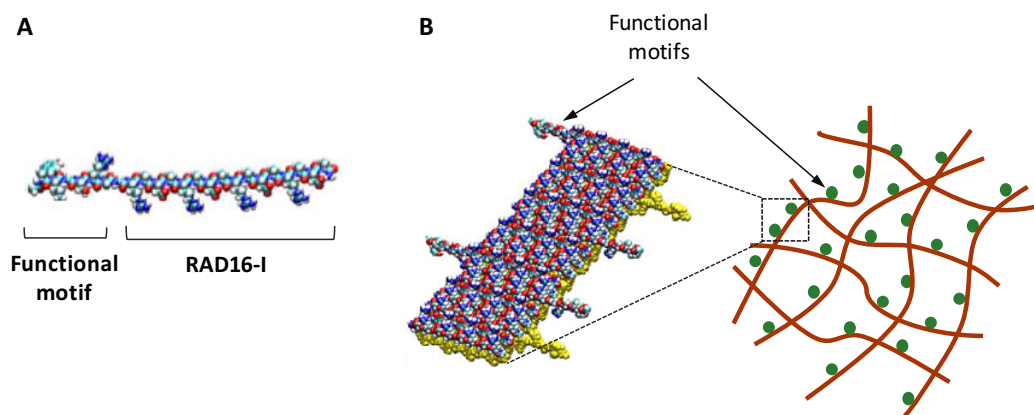 A
Functional
motif
RAD16-I
B
Functional
motifs